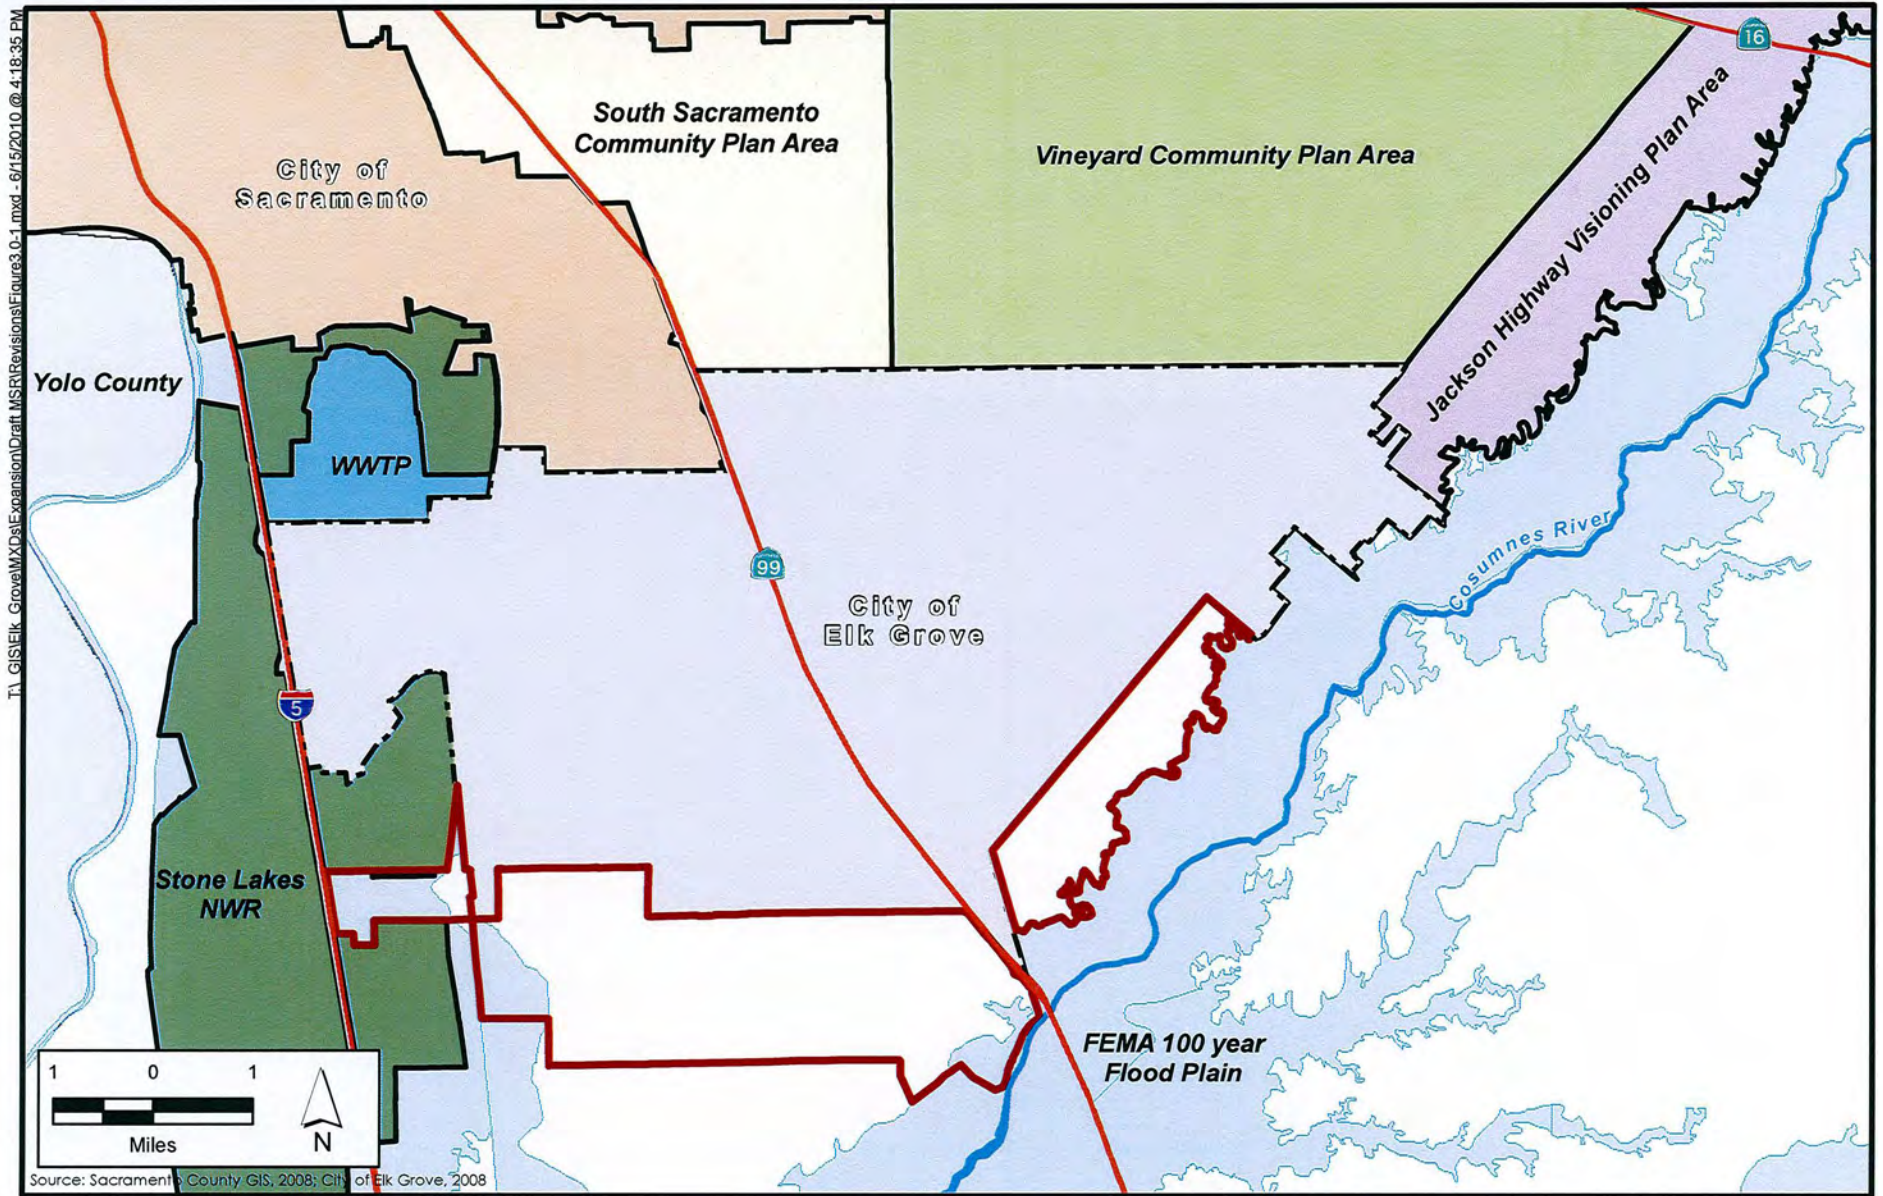 T:\_GIS\Elk_Grove\MXDs\Expansion\Draft MSR\Revisions\Figure3.0-1.mxd - 6/15/2010 @ 4:18:35 PM
16
South Sacramento
Community Plan Area
Vineyard Community Plan Area
Jackson Highway Visioning Plan Area
City of
Sacramento
Yolo County
WWTP
99
Cosumnes River
City of
Elk Grove
5
Stone Lakes
NWR
FEMA 100 year
Flood Plain
1 0 1
Miles
N
Source: Sacramento County GIS, 2008; City of Elk Grove, 2008